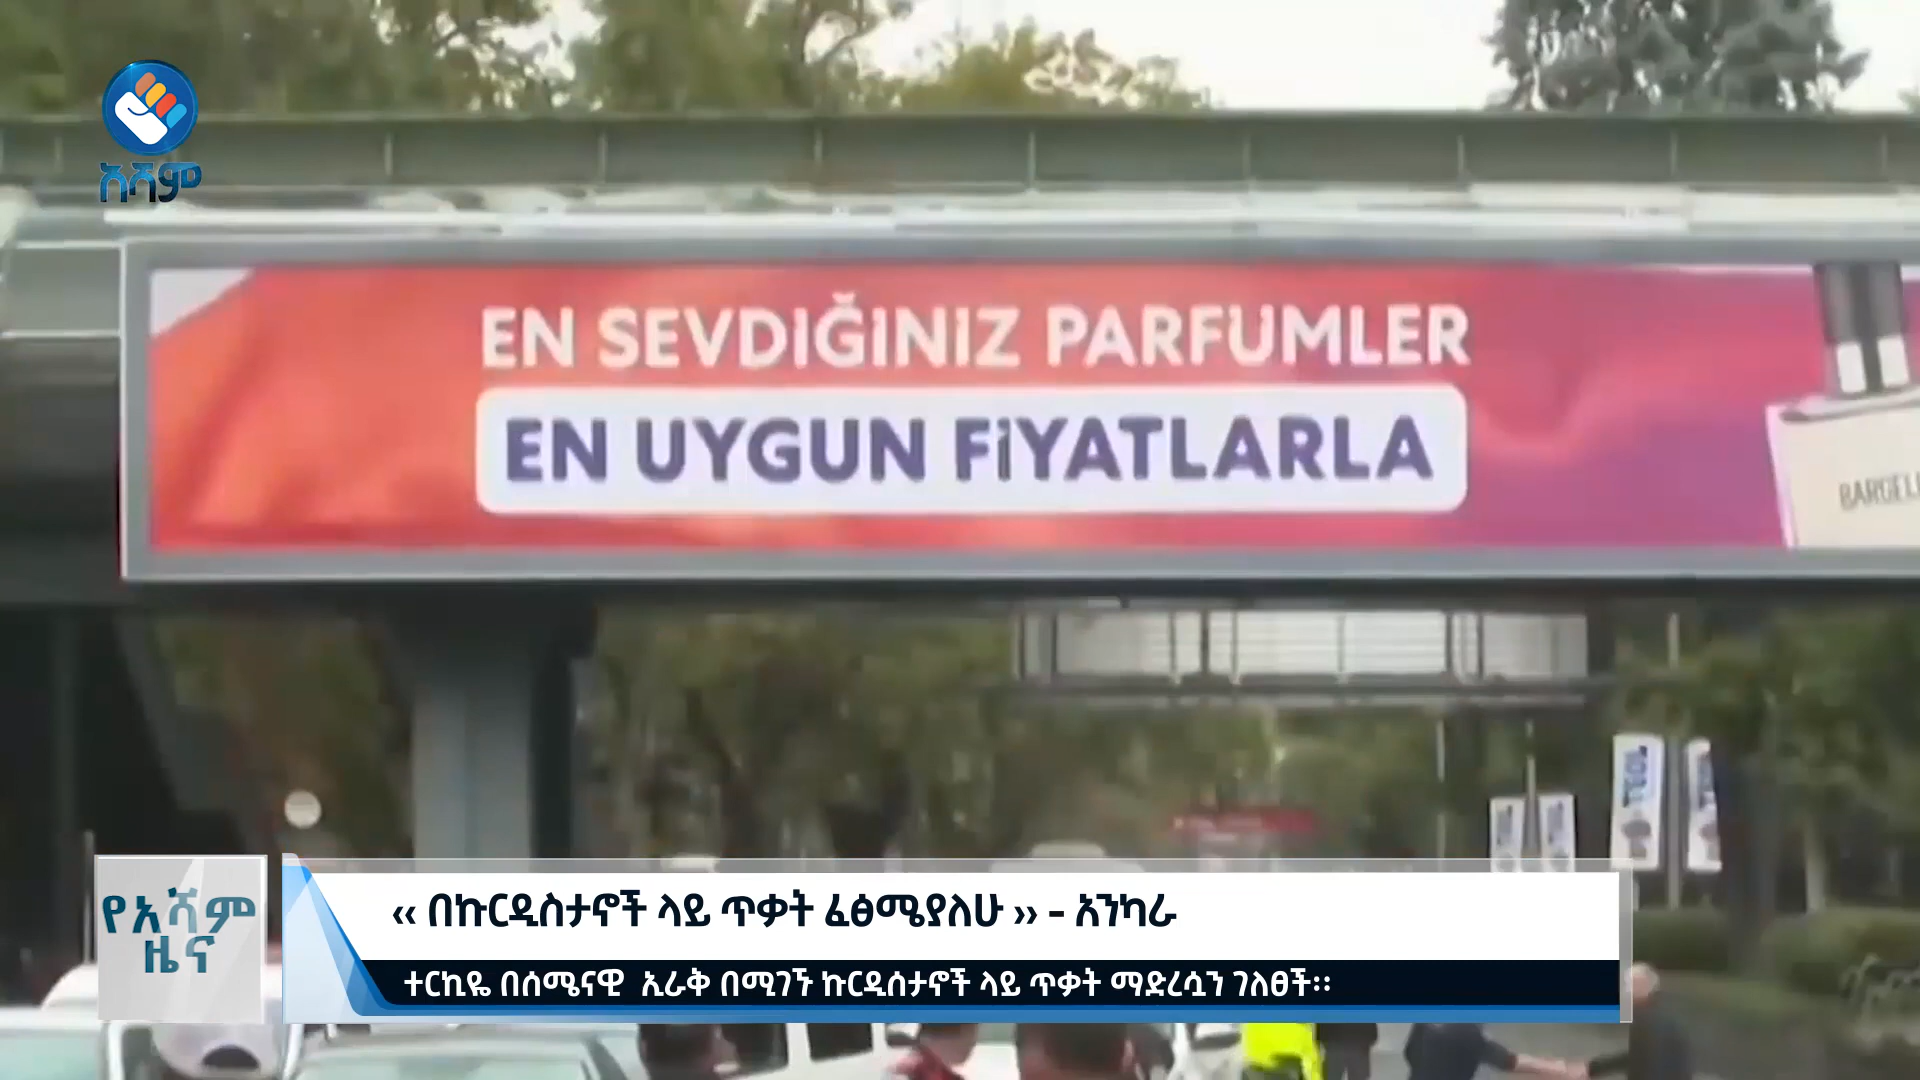 አሻም
EN SEVDIĞINIZ PARFUMLER
EN UYGUN FİYATLARLA
የአሻም
ዜና
‹‹ በኩርዲስታኖች ላይ ጥቃት ፈፅሜያለሁ ›› - አንካራ
ተርኪዬ በሰሜናዊ ኢራቅ በሚገኙ ኩርዲሰታኖች ላይ ጥቃት ማድረሷን ገለፀች።